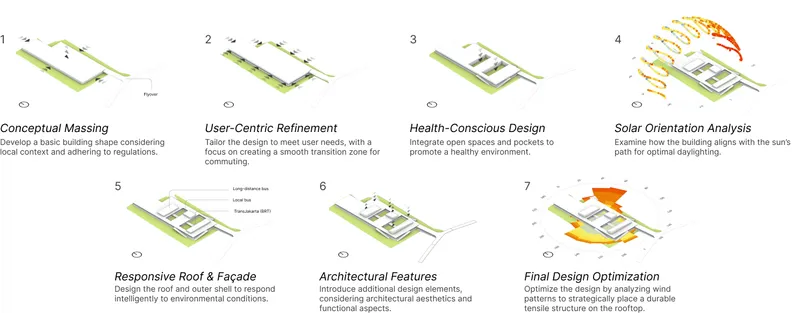 1
Flyover
Conceptual Massing
Develop a basic building shape considering
local context and adhering to regulations.
2
User-Centric Refinement
Tailor the design to meet user needs, with a
focus on creating a smooth transition zone for
commuting.
3
Health-Conscious Design
Integrate open spaces and pockets to
promote a healthy environment.
4
Solar Orientation Analysis
Examine how the building aligns with the sun's
path for optimal daylighting.
5
Long-distance bus
Local bus
TransJakarta (BRT)
Responsive Roof & Façade
Design the roof and outer shell to respond
intelligently to environmental conditions.
6
Architectural Features
Introduce additional design elements,
considering architectural aesthetics and
functional aspects.
7
Final Design Optimization
Optimize the design by analyzing wind
patterns to strategically place a durable
tensile structure on the rooftop.